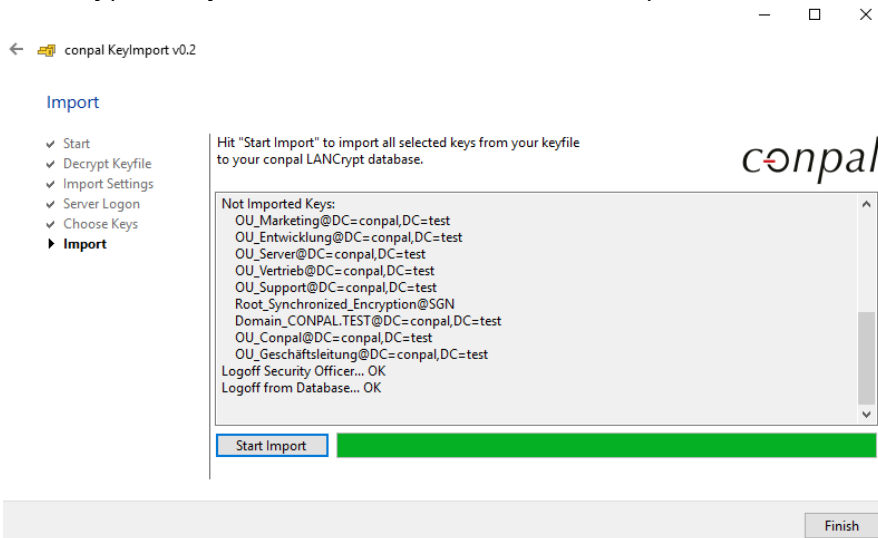 conpal KeyImport v0.2
Import
Start
Decrypt Keyfile
Import Settings
Server Logon
Choose Keys
Import
Hit "Start Import" to import all selected keys from your keyfile
to your conpal LANCrypt database.
conpal
Not Imported Keys:
OU_Marketing@DC=conpal,DC=test
OU_Entwicklung@DC=conpal,DC=test
OU_Server@DC=conpal,DC=test
OU_Vertrieb@DC=conpal,DC=test
OU_Support@DC=conpal,DC=test
Root_Synchronized_Encryption@SGN
Domain_CONPAL.TEST@DC=conpal,DC=test
OU_Conpal@DC=conpal,DC=test
OU_Geschäftsleitung@DC=conpal,DC=test
Logoff Security Officer... OK
Logoff from Database... OK
Start Import
Finish